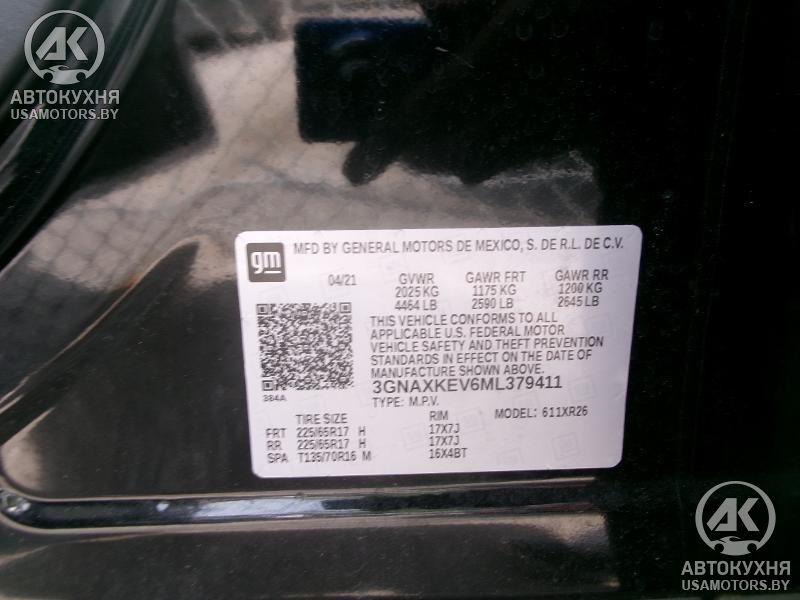 AK
АВТОКУХНЯ
USAMOTORS.BY
gm
MFD BY GENERAL MOTORS DE MEXICO, S. DE R.L. DE C.V.
04/21 GVWR GAWR FRT GAWR RR
2025 KG 1175 KG 1200 KG
4464 LB 2590 LB 2645 LB
THIS VEHICLE CONFORMS TO ALL
APPLICABLE U.S. FEDERAL MOTOR
VEHICLE SAFETY AND THEFT PREVENTION
STANDARDS IN EFFECT ON THE DATE OF
MANUFACTURE SHOWN ABOVE.
3GNAXKEV6ML379411
384A
TYPE: M.P.V. MODEL: 611XR26
TIRE SIZE RIM
FRT 225/65R17 H 17X7J
RR 225/65R17 H 17X7J
SPA T135/70R16 M 16X4BT
AK
АВТОКУХНЯ
USAMOTORS.BY